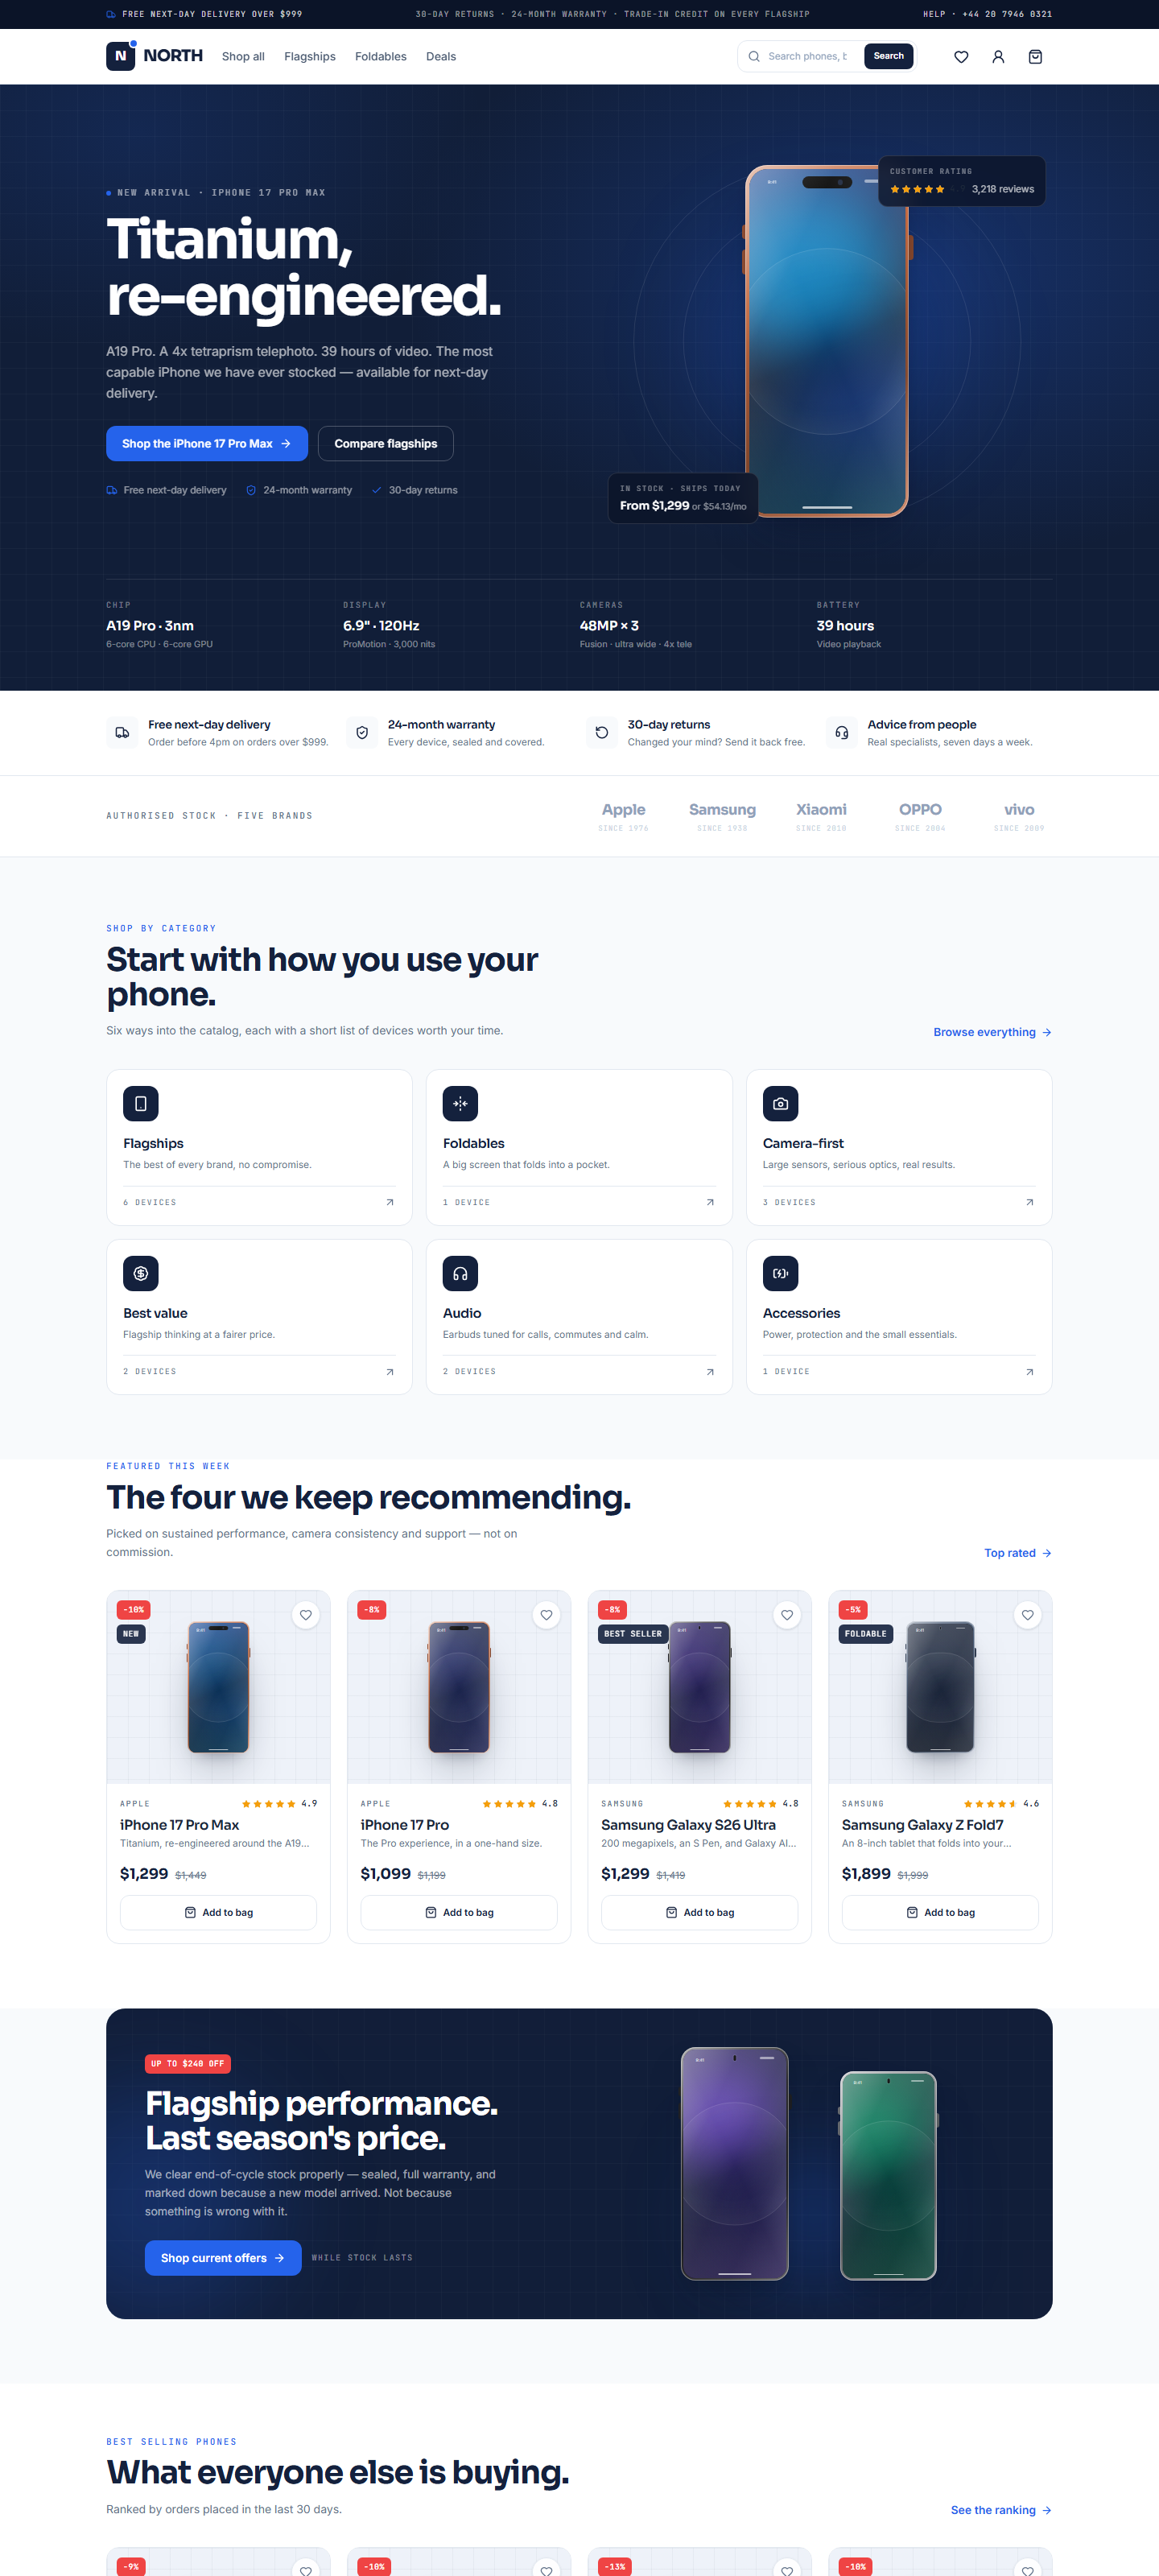 FREE NEXT-DAY DELIVERY OVER $999
30-DAY RETURNS · 24-MONTH WARRANTY · TRADE-IN CREDIT ON EVERY FLAGSHIP
HELP · +44 20 7946 0321
N NORTH
Shop all
Flagships
Foldables
Deals
Search phones, b
Search
NEW ARRIVAL · IPHONE 17 PRO MAX
Titanium,
re-engineered.
A19 Pro. A 4x tetraprism telephoto. 39 hours of video. The most
capable iPhone we have ever stocked — available for next-day
delivery.
Shop the iPhone 17 Pro Max
Compare flagships
Free next-day delivery
24-month warranty
30-day returns
9:41
CUSTOMER RATING
3,218 reviews
IN STOCK · SHIPS TODAY
From $1,299 or $54.13/mo
CHIP
A19 Pro · 3nm
6-core CPU · 6-core GPU
DISPLAY
6.9" · 120Hz
ProMotion · 3,000 nits
CAMERAS
48MP × 3
Fusion · ultra wide · 4x tele
BATTERY
39 hours
Video playback
Free next-day delivery
Order before 4pm on orders over $999.
24-month warranty
Every device, sealed and covered.
30-day returns
Changed your mind? Send it back free.
Advice from people
Real specialists, seven days a week.
AUTHORISED STOCK · FIVE BRANDS
Apple
SINCE 1976
Samsung
SINCE 1938
Xiaomi
SINCE 2010
OPPO
SINCE 2004
vivo
SINCE 2009
SHOP BY CATEGORY
Start with how you use your
phone.
Six ways into the catalog, each with a short list of devices worth your time.
Browse everything
Flagships
The best of every brand, no compromise.
6 DEVICES
Foldables
A big screen that folds into a pocket.
1 DEVICE
Camera-first
Large sensors, serious optics, real results.
3 DEVICES
Best value
Flagship thinking at a fairer price.
2 DEVICES
Audio
Earbuds tuned for calls, commutes and calm.
2 DEVICES
Accessories
Power, protection and the small essentials.
1 DEVICE
FEATURED THIS WEEK
The four we keep recommending.
Picked on sustained performance, camera consistency and support — not on
commission.
Top rated
-10%
NEW
9:41
APPLE
4.9
iPhone 17 Pro Max
Titanium, re-engineered around the A19...
$1,299 $1,449
Add to bag
-8%
9:41
APPLE
4.8
iPhone 17 Pro
The Pro experience, in a one-hand size.
$1,099 $1,199
Add to bag
-8%
BEST SELLER
9:41
SAMSUNG
4.8
Samsung Galaxy S26 Ultra
200 megapixels, an S Pen, and Galaxy AI...
$1,299 $1,419
Add to bag
-5%
FOLDABLE
9:41
SAMSUNG
4.6
Samsung Galaxy Z Fold7
An 8-inch tablet that folds into your...
$1,899 $1,999
Add to bag
UP TO $240 OFF
Flagship performance.
Last season's price.
We clear end-of-cycle stock properly — sealed, full warranty, and
marked down because a new model arrived. Not because
something is wrong with it.
Shop current offers
WHILE STOCK LASTS
9:41
9:41
BEST SELLING PHONES
What everyone else is buying.
Ranked by orders placed in the last 30 days.
See the ranking
-9%
-10%
-13%
-10%